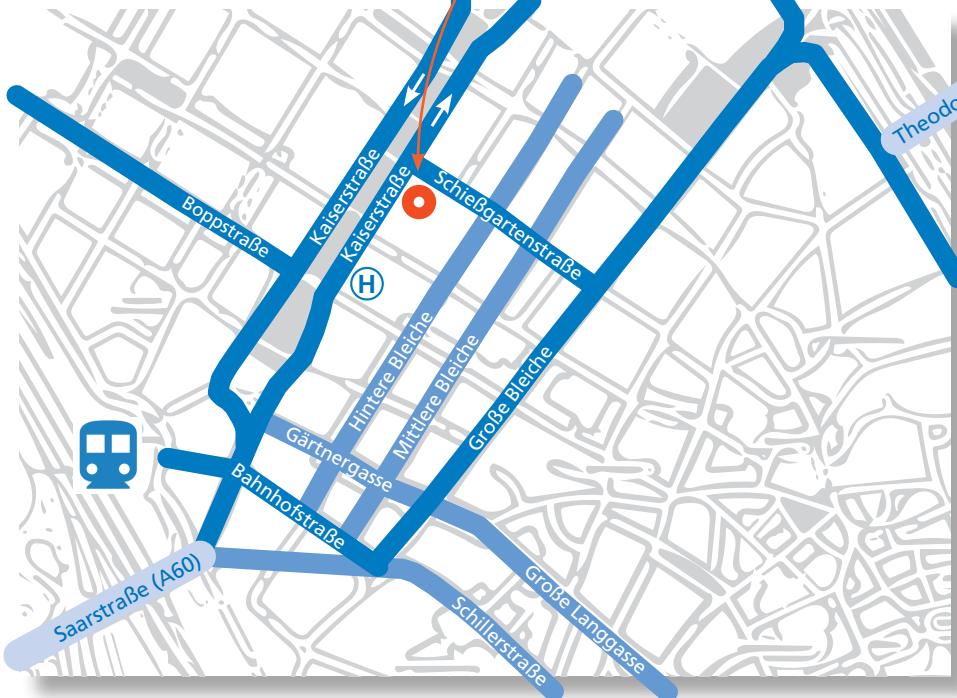 Theodo
Kaiserstraße
Kaiserstraße
Schießgartenstraße
Boppstraße
H
Hintere Bleiche
Mittlere Bleiche
Große Bleiche
Gärtnergasse
Bahnhofstraße
Saarstraße (A60)
Große Langgasse
Schillerstraße